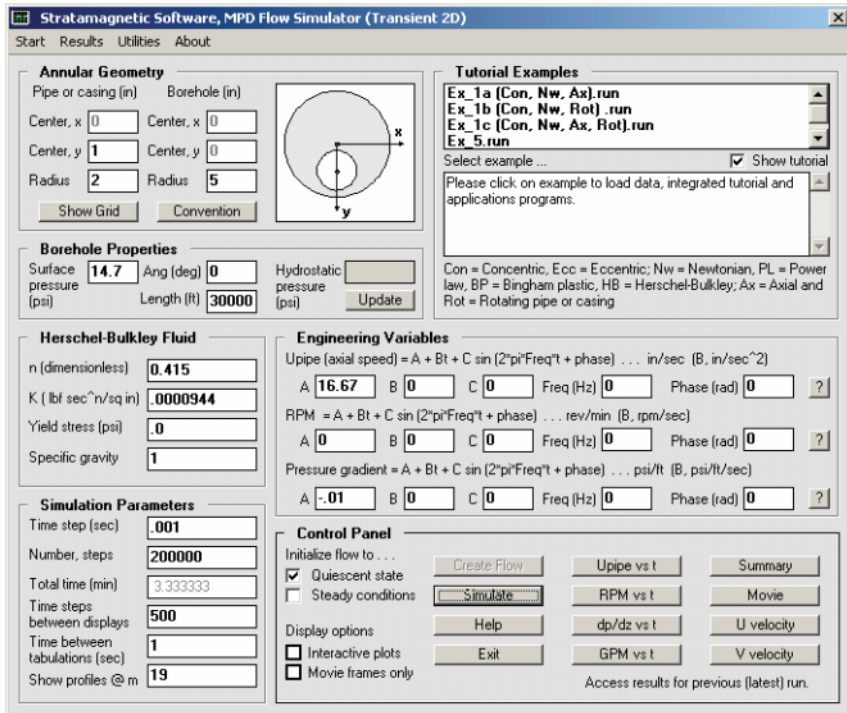 Stratamagnetic Software, MPD Flow Simulator (Transient 2D)
Start Results Utilities About
Annular Geometry
Pipe or casing (in) Borehole (in)
Center, x 0 Center, x 0
Center, y 1 Center, y 0
Radius 2 Radius 5
Show Grid Convention
x
y
Tutorial Examples
Ex_1a (Con, Nw, Ax).run
Ex_1b (Con, Nw, Rot) .run
Ex_1c (Con, Nw, Ax, Rot).run
Ex_5.run
Select example ... Show tutorial
Please click on example to load data, integrated tutorial and
applications programs.
Con = Concentric, Ecc = Eccentric; Nw = Newtonian, PL = Power
law, BP = Bingham plastic, HB = Herschel-Bulkley; Ax = Axial and
Rot = Rotating pipe or casing
Borehole Properties
Surface pressure (psi) 14.7 Ang (deg) 0
Length (ft) 30000
Hydrostatic pressure (psi) Update
Herschel-Bulkley Fluid
n (dimensionless) 0.415
K ( lbf sec^n/sq in) .0000944
Yield stress (psi) .0
Specific gravity 1
Engineering Variables
Upipe (axial speed) = A + Bt + C sin (2*pi*Freq*t + phase) . . . in/sec (B, in/sec^2)
A 16.67 B 0 C 0 Freq (Hz) 0 Phase (rad) 0 ?
RPM = A + Bt + C sin (2*pi*Freq*t + phase) . . . rev/min (B, rpm/sec)
A 0 B 0 C 0 Freq (Hz) 0 Phase (rad) 0 ?
Pressure gradient = A + Bt + C sin (2*pi*Freq*t + phase) . . . psi/ft (B, psi/ft/sec)
A -.01 B 0 C 0 Freq (Hz) 0 Phase (rad) 0 ?
Simulation Parameters
Time step (sec) .001
Number, steps 200000
Total time (min) 3.333333
Time steps between displays 500
Time between tabulations (sec) 1
Show profiles @ m 19
Control Panel
Initialize flow to . . .
Quiescent state
Steady conditions
Display options
Interactive plots
Movie frames only
Create Flow Upipe vs t Summary
Simulate RPM vs t Movie
Help dp/dz vs t U velocity
Exit GPM vs t V velocity
Access results for previous (latest) run.